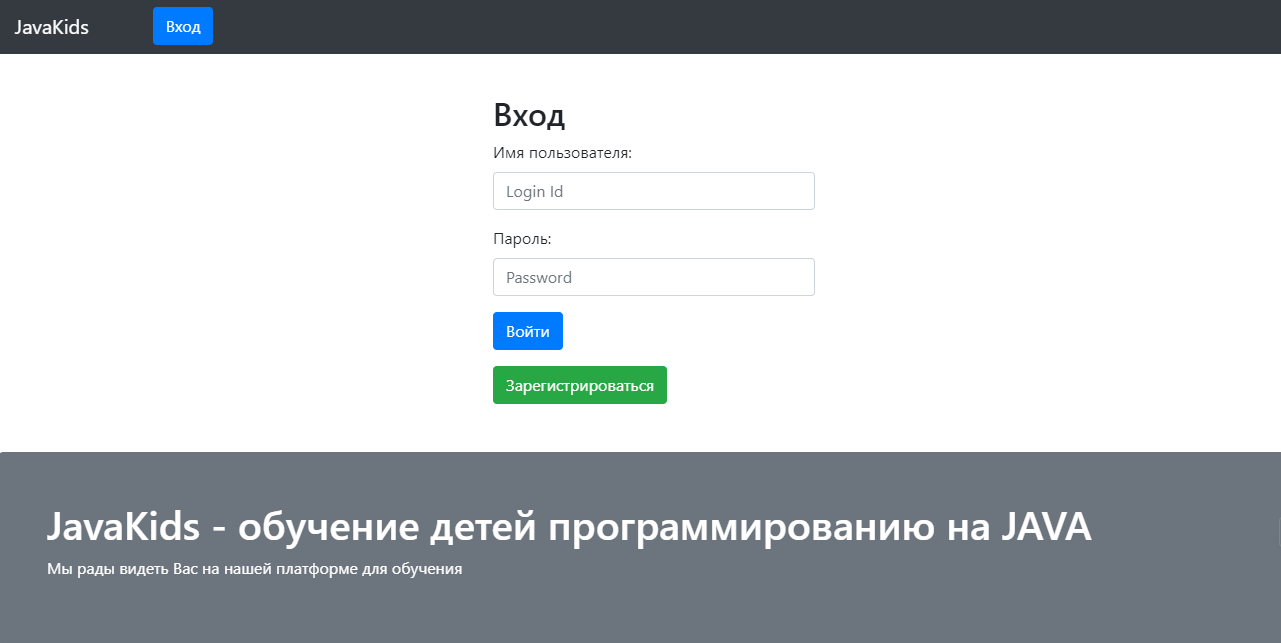 JavaKids Вход
Вход
Имя пользователя:
Login Id
Пароль:
Password
Войти
Зарегистрироваться
JavaKids - обучение детей программированию на JAVA
Мы рады видеть Вас на нашей платформе для обучения